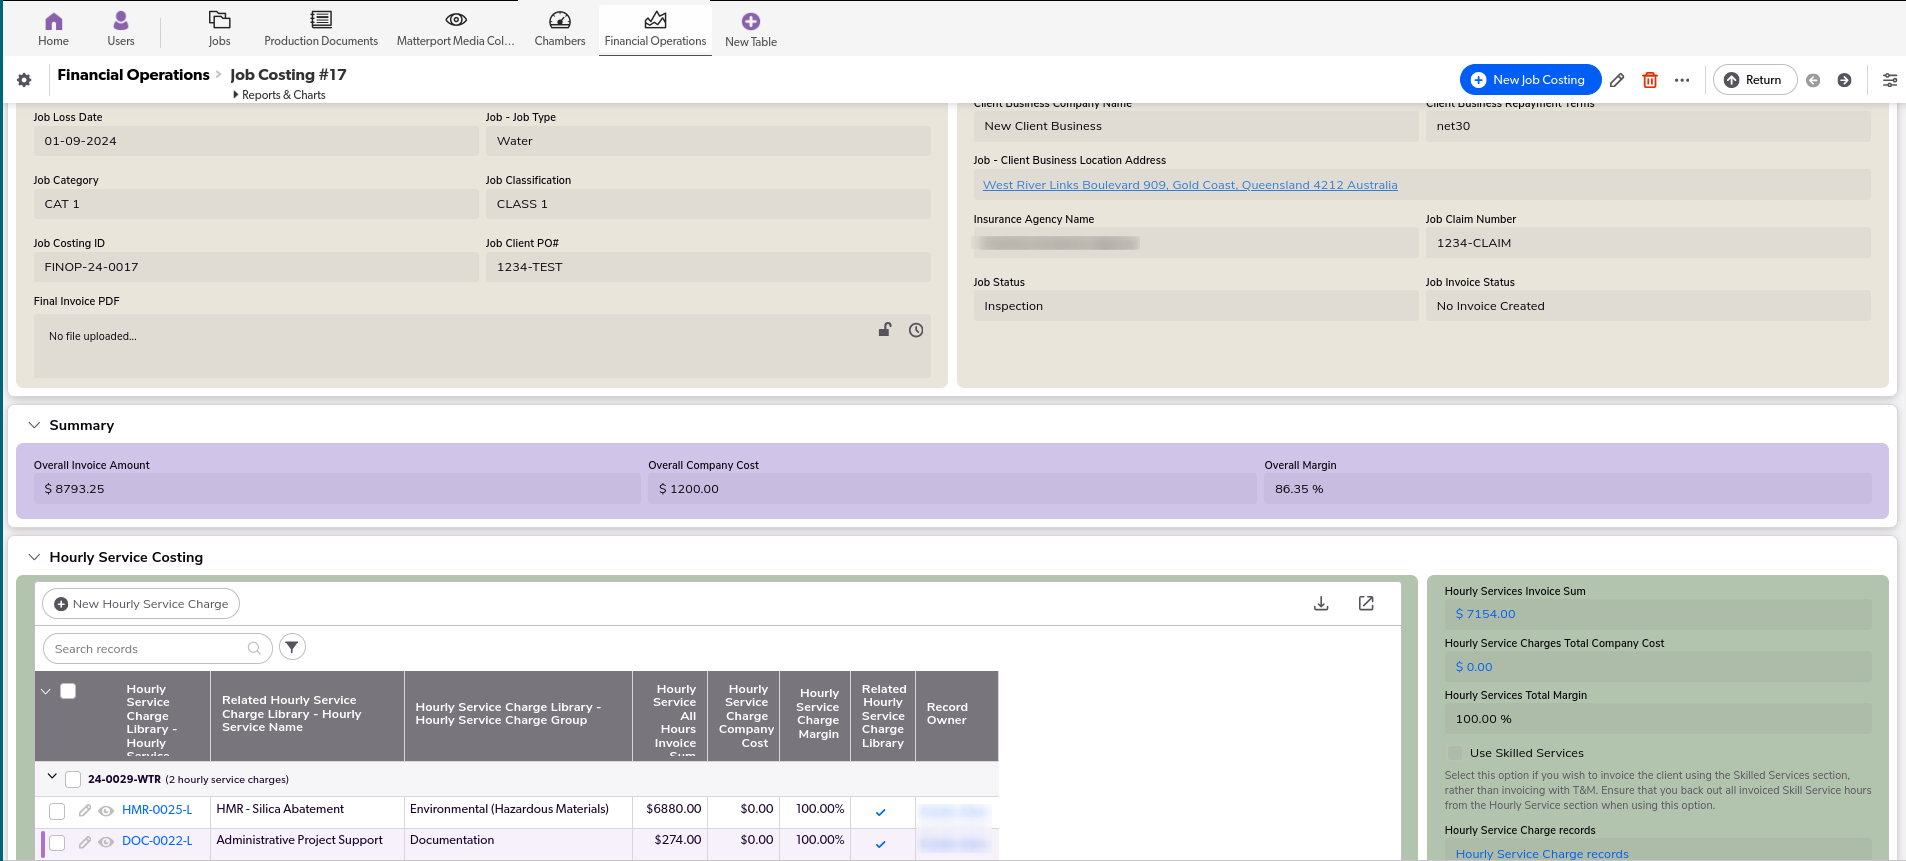 Home
Users
Jobs
Production Documents
Matterport Media Col...
Chambers
Financial Operations
New Table
Financial Operations
Job Costing #17
Reports & Charts
New Job Costing
Return
Job Loss Date
01-09-2024
Job - Job Type
Water
Job Category
CAT 1
Job Classification
CLASS 1
Job Costing ID
FINOP-24-0017
Job Client PO#
1234-TEST
Final Invoice PDF
No file uploaded...
Client Business Company Name
New Client Business
Client Business Repayment Terms
net30
Job - Client Business Location Address
West River Links Boulevard 909, Gold Coast, Queensland 4212 Australia
Insurance Agency Name
Job Claim Number
1234-CLAIM
Job Status
Inspection
Job Invoice Status
No Invoice Created
Summary
Overall Invoice Amount
$ 8793.25
Overall Company Cost
$ 1200.00
Overall Margin
86.35 %
Hourly Service Costing
New Hourly Service Charge
Search records
Hourly
Service
Charge
Library -
Hourly
Service
Related Hourly Service
Charge Library - Hourly
Service Name
Hourly Service Charge Library -
Hourly Service Charge Group
Hourly
Service
All
Hours
Invoice
Sum
Hourly
Service
Charge
Company
Cost
Hourly
Service
Charge
Margin
Related
Hourly
Service
Charge
Library
Record
Owner
24-0029-WTR (2 hourly service charges)
HMR-0025-L
HMR - Silica Abatement
Environmental (Hazardous Materials)
$6880.00
$0.00
100.00%
DOC-0022-L
Administrative Project Support
Documentation
$274.00
$0.00
100.00%
Hourly Services Invoice Sum
$ 7154.00
Hourly Service Charges Total Company Cost
$ 0.00
Hourly Services Total Margin
100.00 %
Use Skilled Services
Select this option if you wish to invoice the client using the Skilled Services section,
rather than invoicing with T&M. Ensure that you back out all invoiced Skill Service hours
from the Hourly Service section when using this option.
Hourly Service Charge records
Hourly Service Charge records